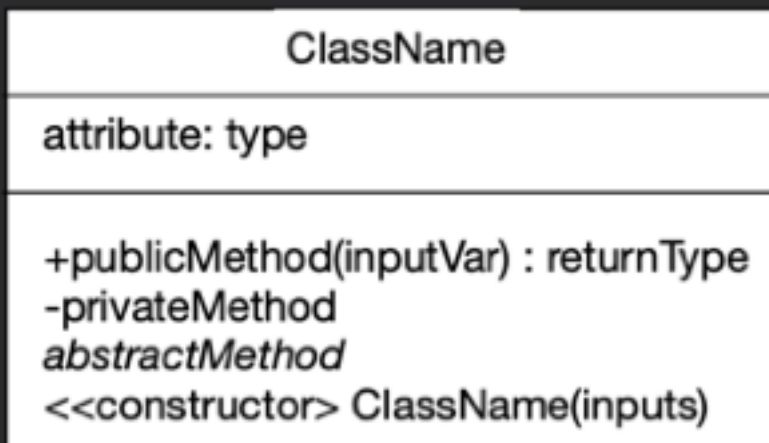 ClassName
attribute: type
+publicMethod(inputVar) : returnType
-privateMethod
abstractMethod
<<constructor> ClassName(inputs)